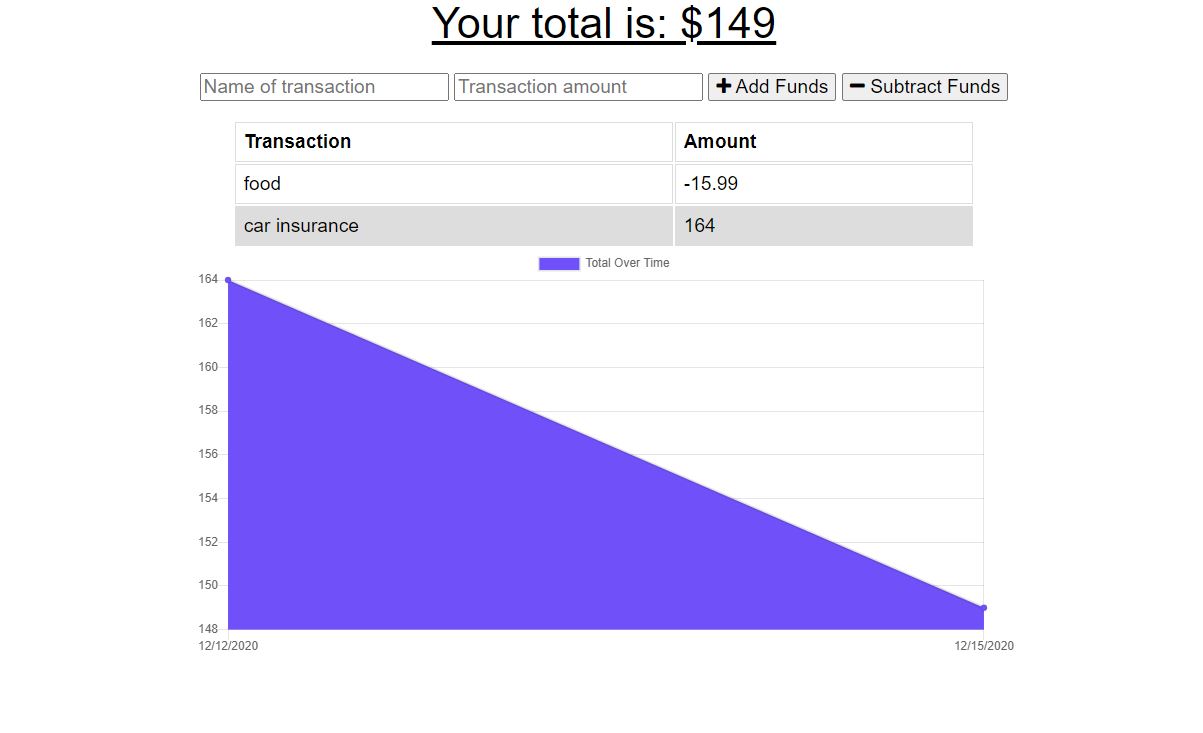 Your total is: $149
Name of transaction Transaction amount Add Funds Subtract Funds
Transaction Amount
food -15.99
car insurance 164
Total Over Time
164
162
160
158
156
154
152
150
148
12/12/2020 12/15/2020